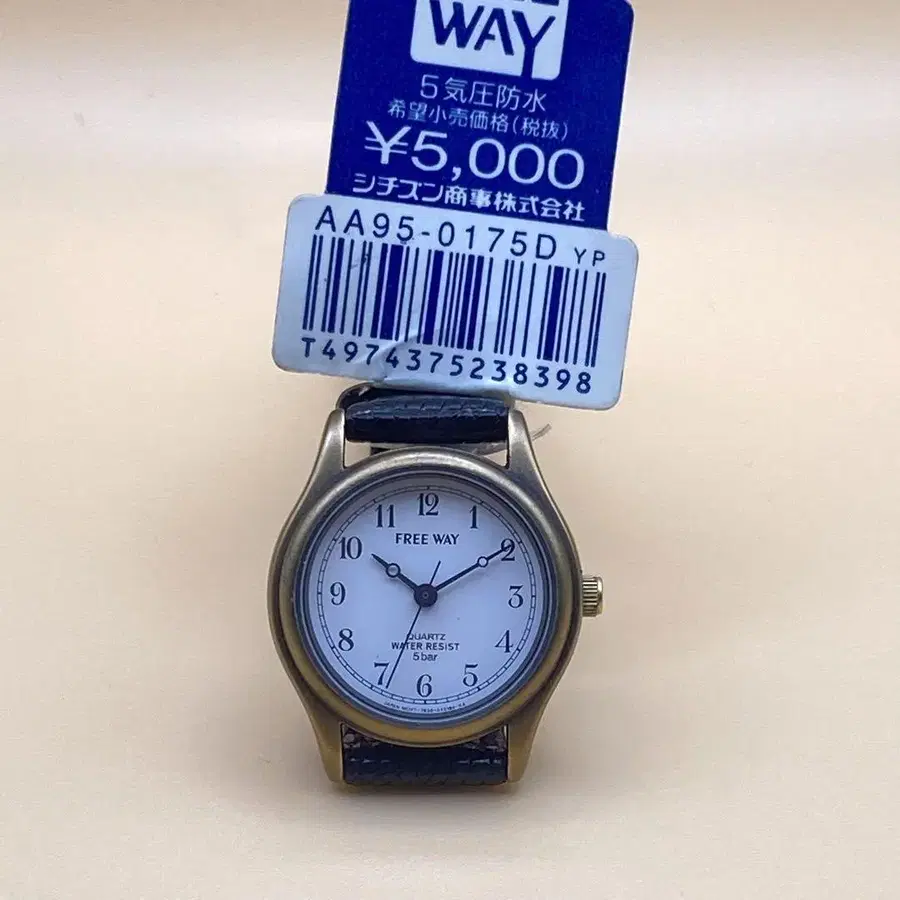 WAY
5気圧防水
希望小売価格(税抜)
¥5,000
シチズン商事株式会社
AA95-0175D YP
T4974375238398
12
11 1
FREE WAY
10 2
9 3
QUARTZ
WATER RESIST
8 4
5bar
7 5
6